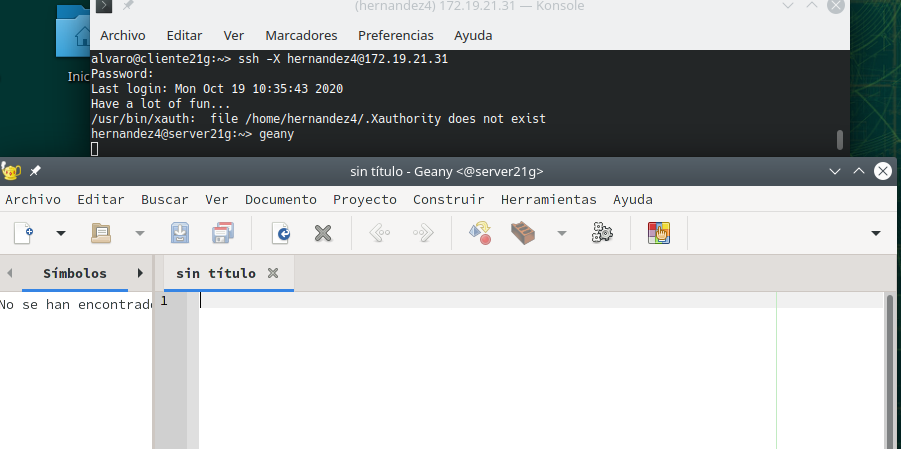 (hernandez4) 172.19.21.31 — Konsole
Archivo Editar Ver Marcadores Preferencias Ayuda
Inic
alvaro@cliente21g:~> ssh -X hernandez4@172.19.21.31
Password:
Last login: Mon Oct 19 10:35:43 2020
Have a lot of fun...
/usr/bin/xauth:  file /home/hernandez4/.Xauthority does not exist
hernandez4@server21g:~> geany
sin título - Geany <@server21g>
Archivo Editar Buscar Ver Documento Proyecto Construir Herramientas Ayuda
Símbolos sin título
No se han encontrado
1